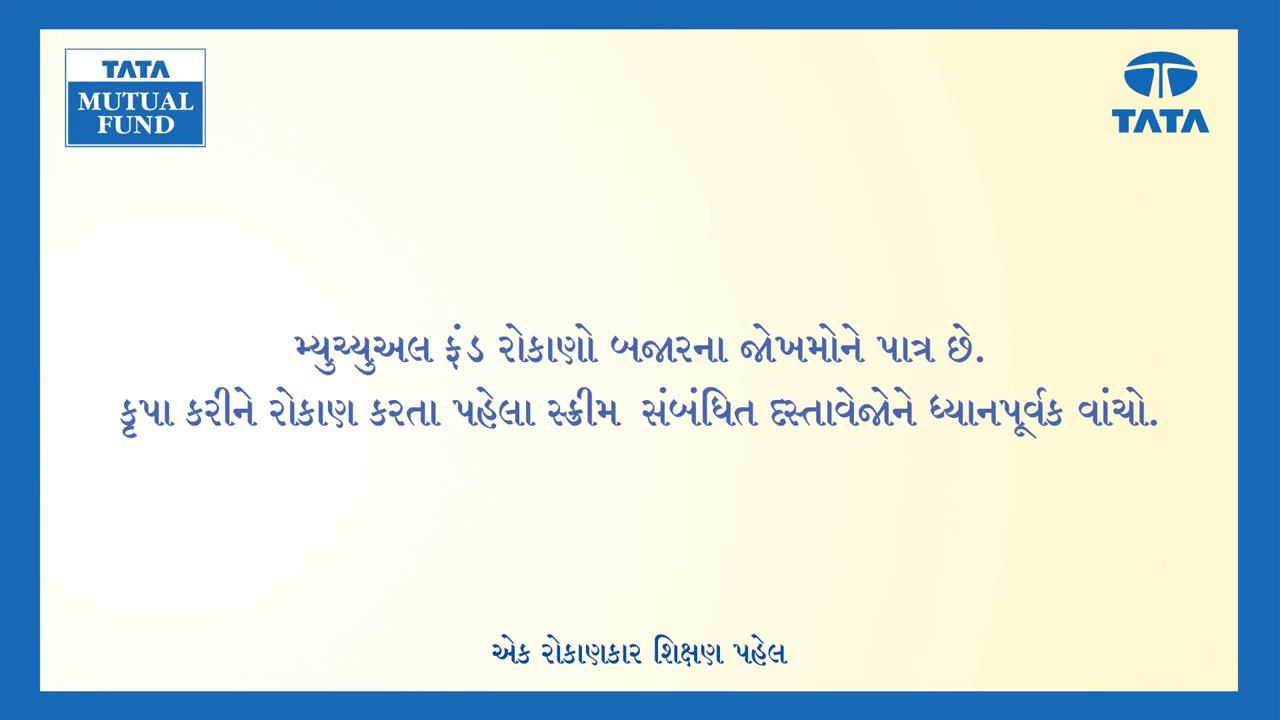 TATA
MUTUAL
FUND
TATA
મ્યુચ્યુઅલ ફંડ રોકાણો બજારના જોખમોને પાત્ર છે.
કૃપા કરીને રોકાણ કરતા પહેલા સ્ક્રીમ સંબંધિત દસ્તાવેજોને ધ્યાનપૂર્વક વાંચો.
એક રોકાણકાર શિક્ષણ પહેલ